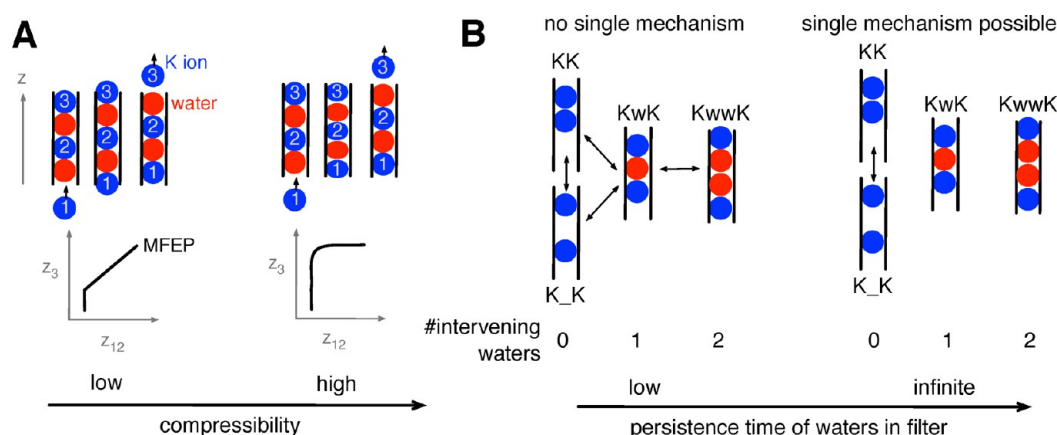 A
z
3
K ion
3
3
water
2
2
2
1
1
1
z3
MFEP
z12
low
3
3
3
2
2
2
1
1
1
z3
z12
high
compressibility
B
no single mechanism
single mechanism possible
KK
KwK
KwwK
K_K
KK
KwK
KwwK
K_K
#intervening
waters
0 1 2 0 1 2
low infinite
persistence time of waters in filter